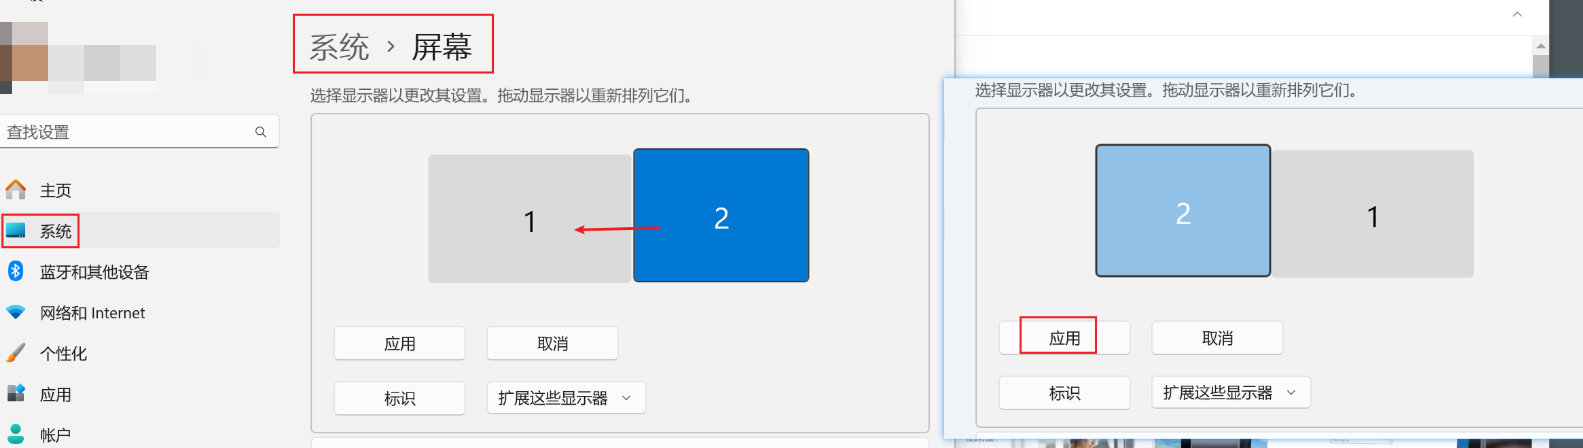 系统 › 屏幕
选择显示器以更改其设置。拖动显示器以重新排列它们。
查找设置
主页
系统
蓝牙和其他设备
网络和 Internet
个性化
应用
帐户
1
2
应用
取消
标识
扩展这些显示器
选择显示器以更改其设置。拖动显示器以重新排列它们。
2
1
应用
取消
标识
扩展这些显示器